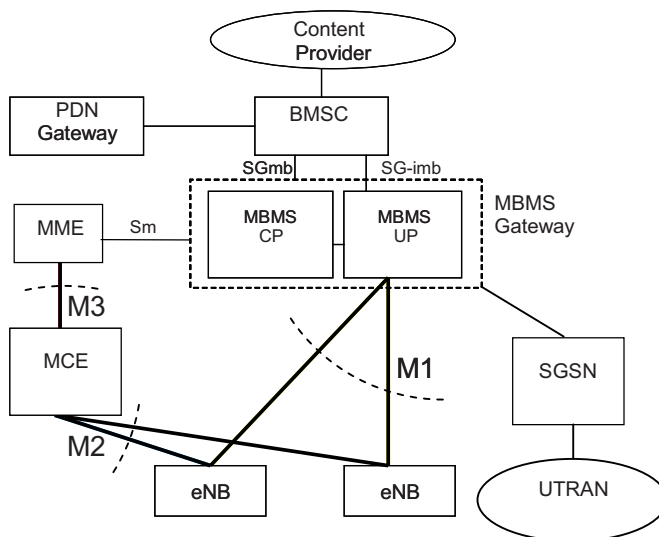 Content
Provider
PDN
Gateway
BMSC
SGmb
SG-imb
MBMS
CP
MBMS
UP
MBMS
Gateway
MME
Sm
M3
MCE
M1
SGSN
M2
eNB
eNB
UTRAN